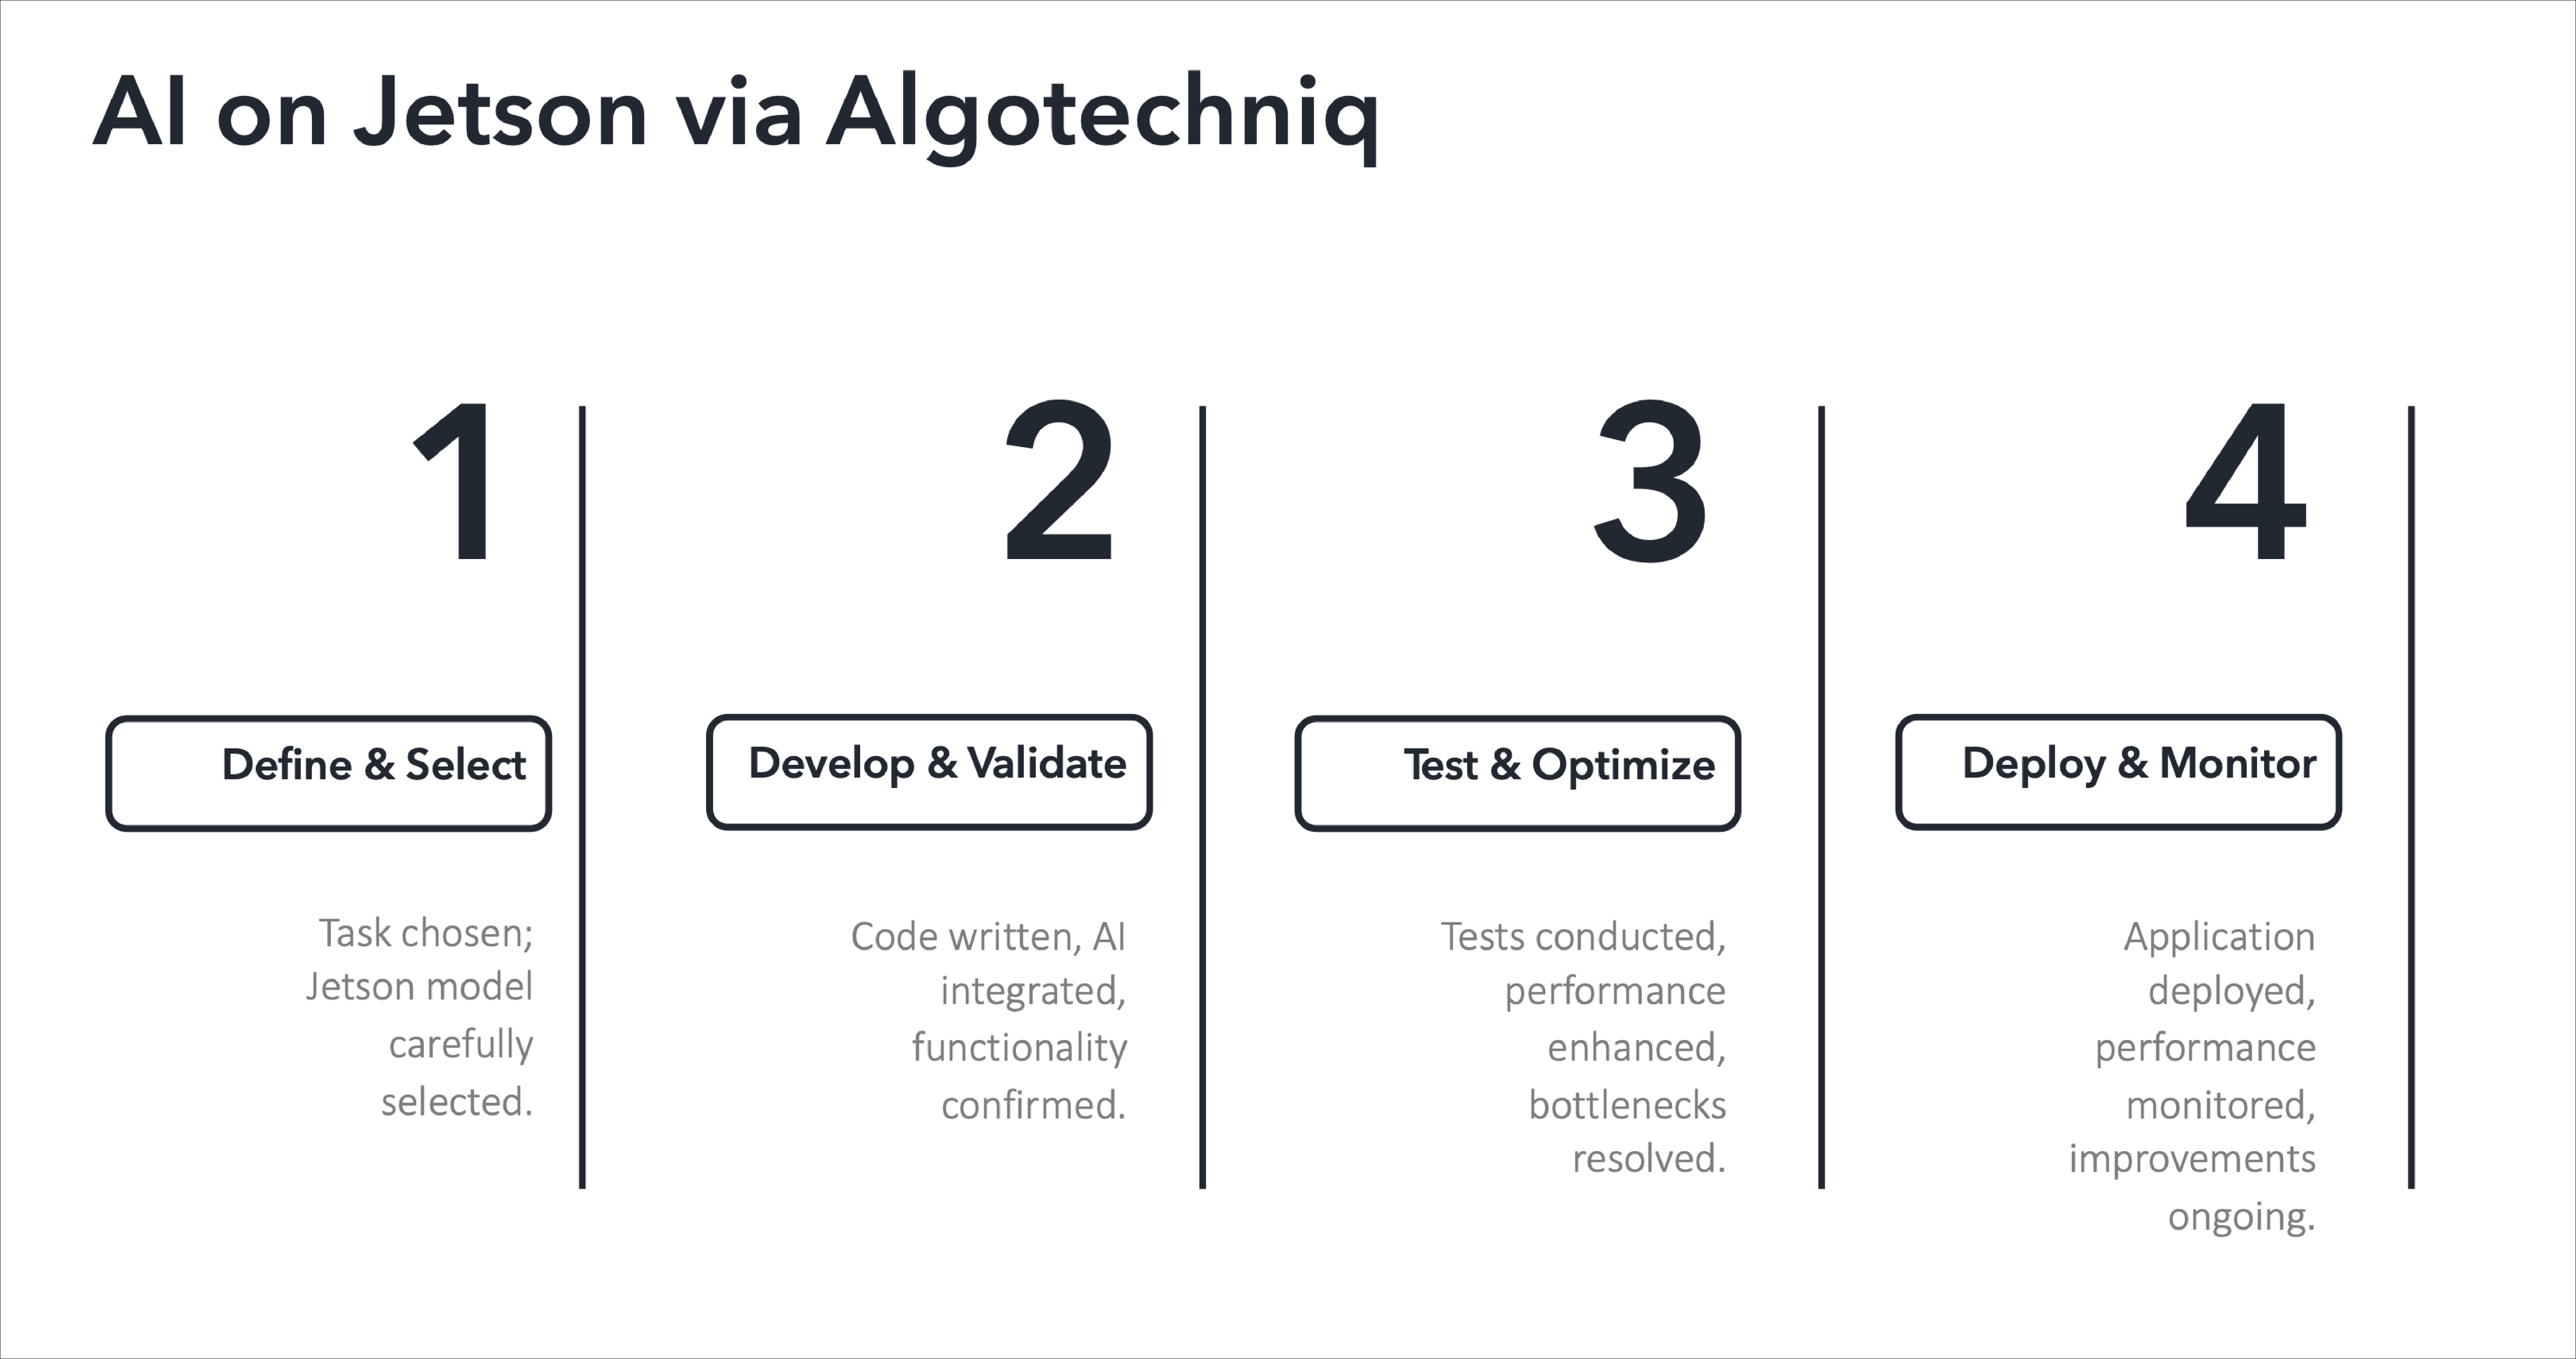 AI on Jetson via Algotechniq
1
Define & Select
Task chosen;
Jetson model
carefully
selected.
2
Develop & Validate
Code written, AI
integrated,
functionality
confirmed.
3
Test & Optimize
Tests conducted,
performance
enhanced,
bottlenecks
resolved.
4
Deploy & Monitor
Application
deployed,
performance
monitored,
improvements
ongoing.